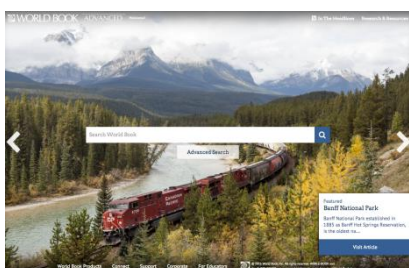 WORLD BOOK ADVANCED
In The Headlines Research & Resources
Search World Book
Advanced Search
Featured
Banff National Park
Banff National Park established in
1885 as Banff Hot Springs Reservation,
is the oldest na...
Visit Article
World Book Products Connect Support Corporate For Educators